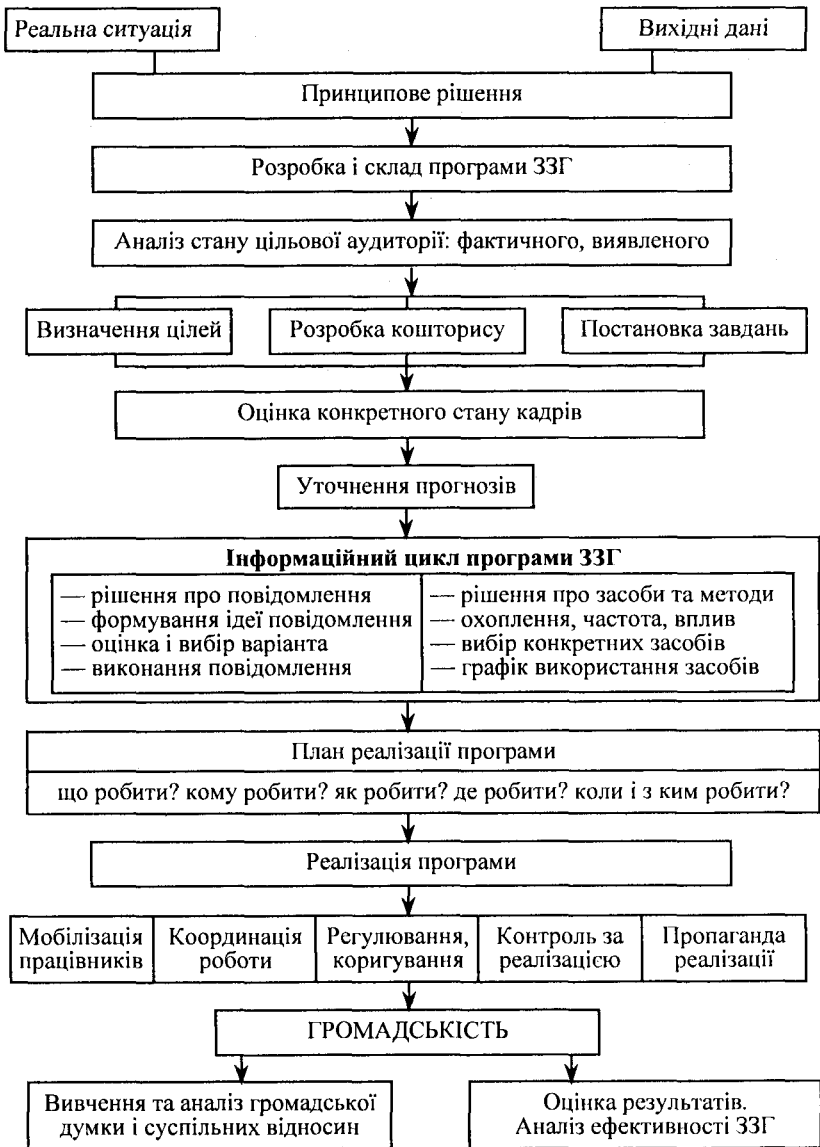 Реальна ситуація
Вихідні дані
Принципове рішення
Розробка і склад програми ЗЗГ
Аналіз стану цільової аудиторії: фактичного, виявленого
Визначення цілей
Розробка кошторису
Постановка завдань
Оцінка конкретного стану кадрів
Уточнення прогнозів
Інформаційний цикл програми ЗЗГ
— рішення про повідомлення
— формування ідеї повідомлення
— оцінка і вибір варіанта
— виконання повідомлення
— рішення про засоби та методи
— охоплення, частота, вплив
— вибір конкретних засобів
— графік використання засобів
План реалізації програми
що робити? кому робити? як робити? де робити? коли і з ким робити?
Реалізація програми
Мобілізація
працівників
Координація
роботи
Регулювання,
коригування
Контроль за
реалізацією
Пропаганда
реалізації
ГРОМАДСЬКІСТЬ
Вивчення та аналіз громадської
думки і суспільних відносин
Оцінка результатів.
Аналіз ефективності ЗЗГ